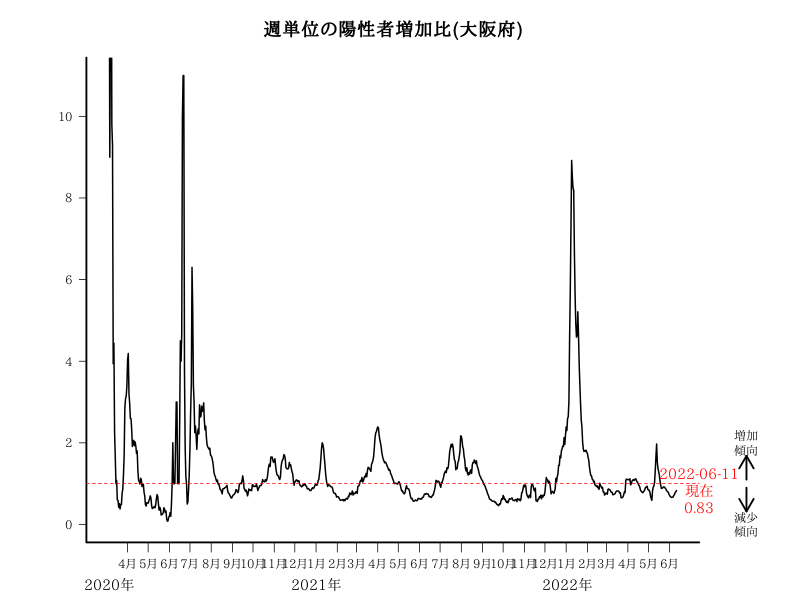 週単位の陽性者増加比(大阪府)
10
8
6
4
2
0
増加
傾向
2022-06-11
現在
0.83
減少
傾向
4月 5月 6月 7月 8月 9月 10月 11月 12月 1月 2月 3月 4月 5月 6月 7月 8月 9月 10月 11月 12月 1月 2月 3月 4月 5月 6月
2020年 2021年 2022年